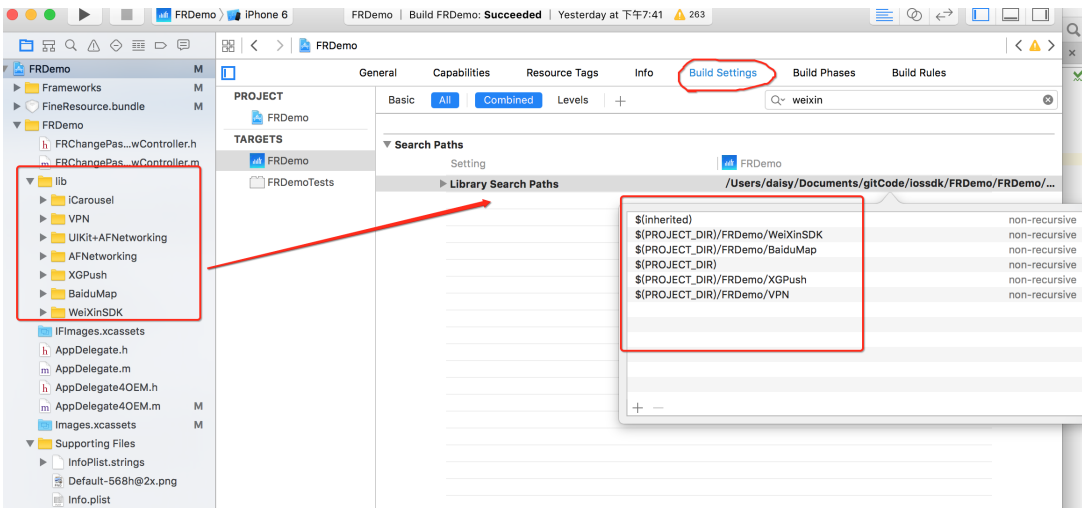 FRDemo iPhone 6 FRDemo | Build FRDemo: Succeeded | Yesterday at 下午7:41 263
FRDemo
FRDemo M
Frameworks M
FineResource.bundle M
FRDemo
FRChangePas...wController.h
FRChangePas...wController.m
lib
iCarousel
VPN
UIKit+AFNetworking
AFNetworking
XGPush
BaiduMap
WeiXinSDK
IFImages.xcassets
AppDelegate.h
AppDelegate.m
AppDelegate4OEM.h
AppDelegate4OEM.m M
Images.xcassets M
Supporting Files
InfoPlist.strings
Default-568h@2x.png
Info.plist
General Capabilities Resource Tags Info Build Settings Build Phases Build Rules
PROJECT
FRDemo
TARGETS
FRDemo
FRDemoTests
Basic All Combined Levels + weixin
Search Paths
Setting FRDemo
Library Search Paths /Users/daisy/Documents/gitCode/iossdk/FRDemo/FRDemo/...
$(inherited) non-recursive
$(PROJECT_DIR)/FRDemo/WeiXinSDK non-recursive
$(PROJECT_DIR)/FRDemo/BaiduMap non-recursive
$(PROJECT_DIR) non-recursive
$(PROJECT_DIR)/FRDemo/XGPush non-recursive
$(PROJECT_DIR)/FRDemo/VPN non-recursive